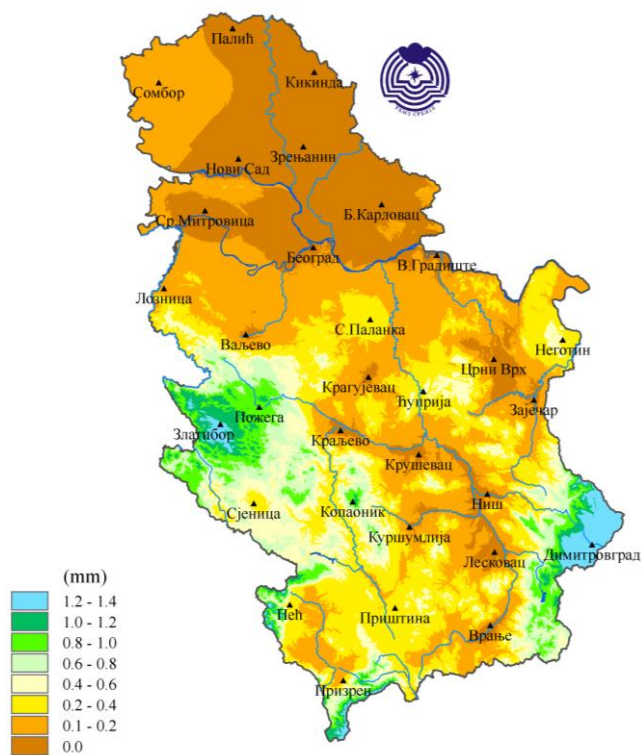 Палић
Кикинда
Сомбор
Зрењанин
Нови Сад
Б.Карловац
Ср.Митровица
Београд
В.Градиште
Лозница
С.Паланка
Ваљево
Неготин
Црни Врх
Крагујевац
Ћуприја
Зајечар
Пожега
Златибор
Краљево
Крушевац
Ниш
Сјеница
Копаоник
Куршумлија
Димитровград
Лесковац
Пећ
Приштина
Врање
Призрен
(mm)
1.2 - 1.4
1.0 - 1.2
0.8 - 1.0
0.6 - 0.8
0.4 - 0.6
0.2 - 0.4
0.1 - 0.2
0.0